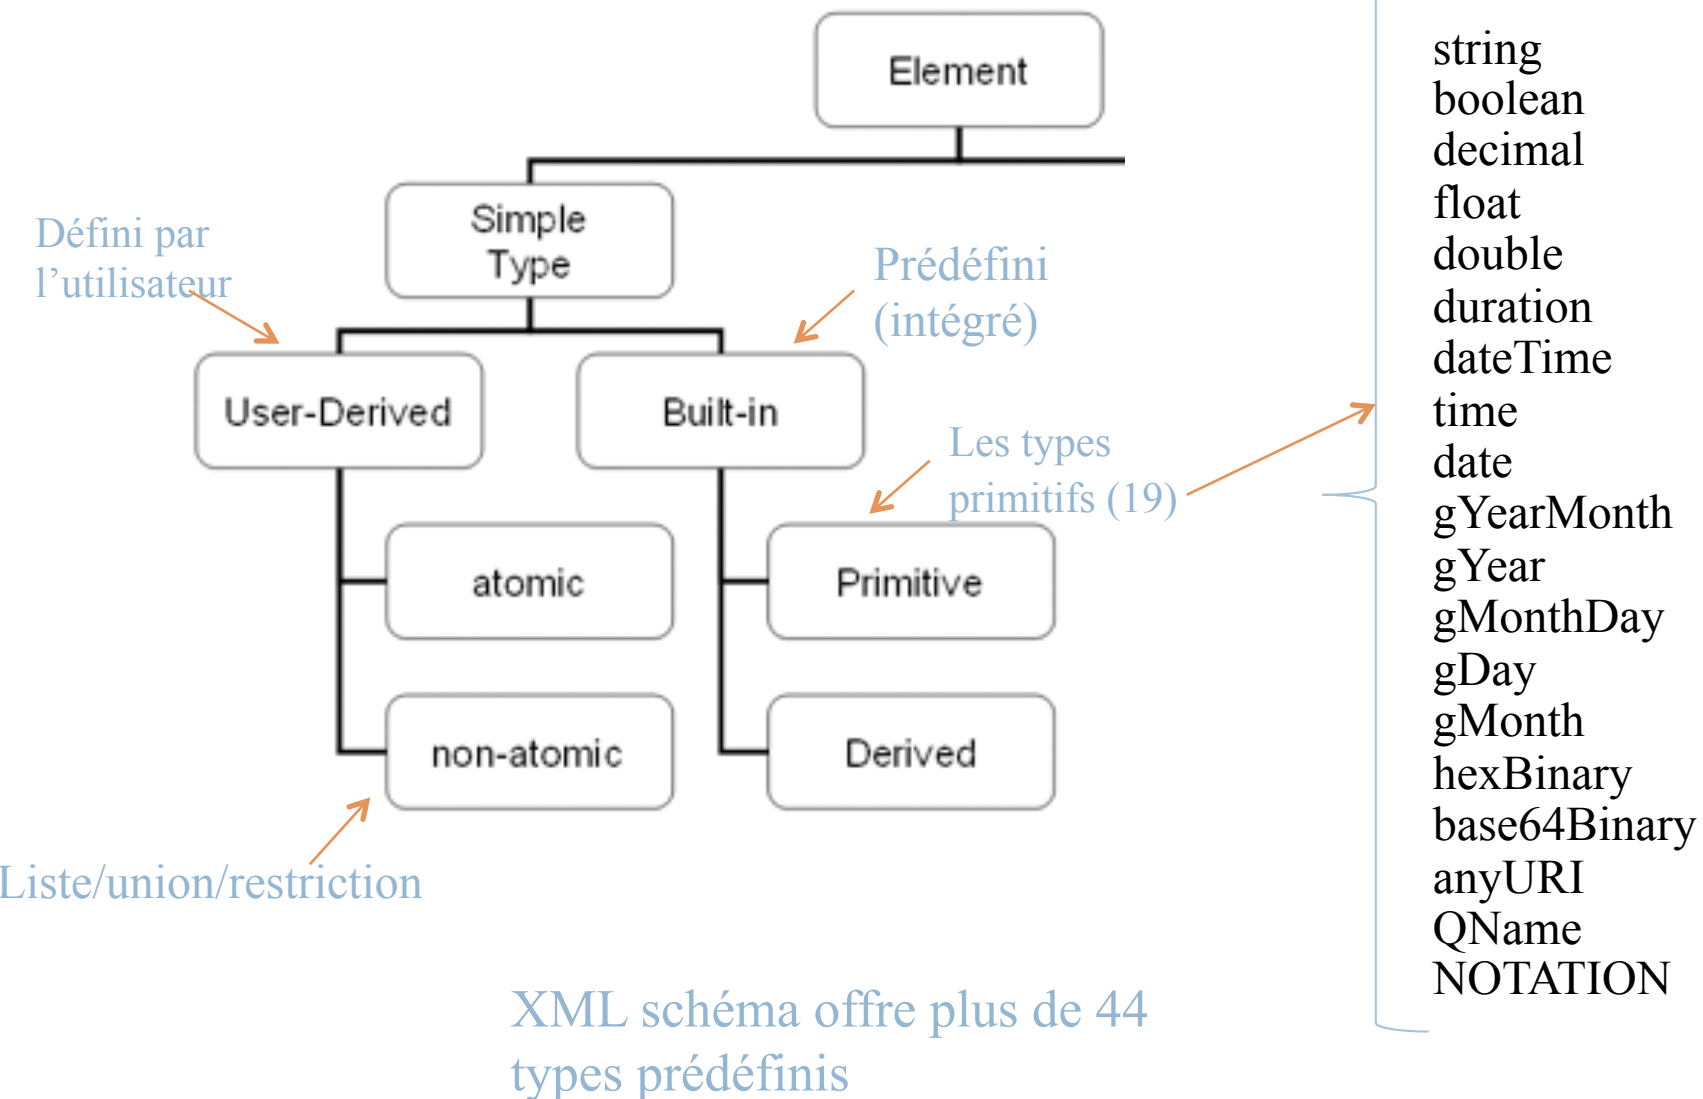 Element
Simple
Type
Défini par
l’utilisateur
Prédéfini
(intégré)
User-Derived
Built-in
Les types
primitifs (19)
atomic
Primitive
non-atomic
Derived
Liste/union/restriction
XML schéma offre plus de 44
types prédéfinis
string
boolean
decimal
float
double
duration
dateTime
time
date
gYearMonth
gYear
gMonthDay
gDay
gMonth
hexBinary
base64Binary
anyURI
QName
NOTATION